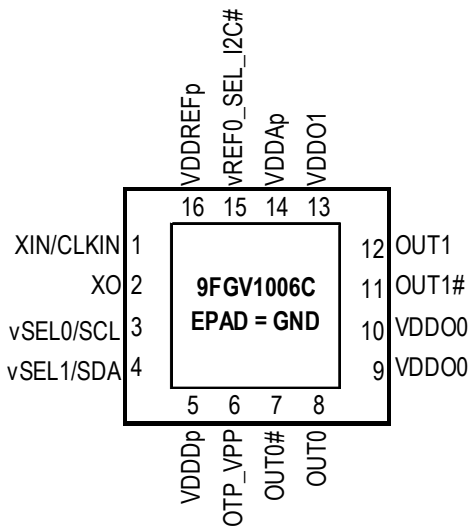 VDDREFp
vREF0_SEL_I2C#
VDDAp
VDDO1
16 15 14 13
XIN/CLKIN 1
XO 2
vSEL0/SCL 3
vSEL1/SDA 4
9FGV1006C
EPAD = GND
12 OUT1
11 OUT1#
10 VDDO0
9 VDDO0
5 6 7 8
VDDDp
OTP_VPP
OUT0#
OUT0